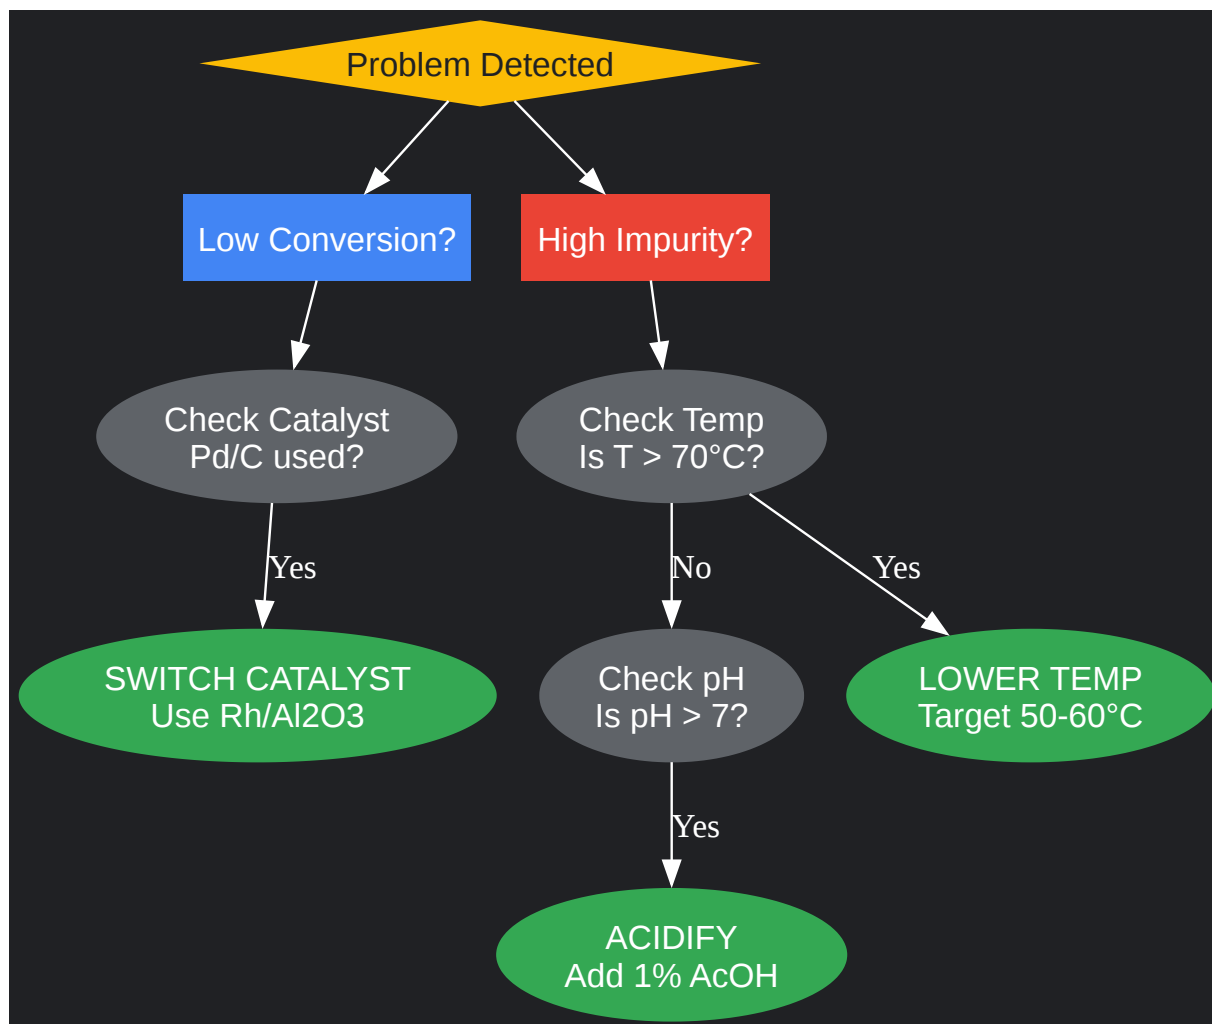 Problem Detected
Low Conversion?
High Impurity?
Check Catalyst
Pd/C used?
Check Temp
Is T > 70°C?
Yes
No
Yes
SWITCH CATALYST
Use Rh/Al2O3
Check pH
Is pH > 7?
LOWER TEMP
Target 50-60°C
Yes
ACIDIFY
Add 1% AcOH